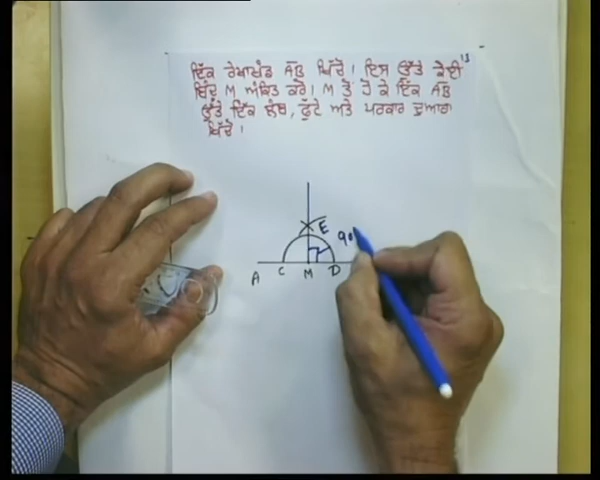 ਇੱਕ ਰੇਖਾਖੰਡ AB ਖਿੱਚੋ। ਇਸ ਉੱਤੇ ਕੋਈ
ਬਿੰਦੂ M ਅੰਕਿਤ ਕਰੋ। M ਤੋਂ ਹੋ ਕੇ ਇੱਕ AB
ਉੱਤੇ ਇੱਕ ਲੰਬ, ਫੁੱਟੇ ਅਤੇ ਪਰਕਾਰ ਦੁਆਰਾ
ਖਿੱਚੋ।
E
90
A C M D